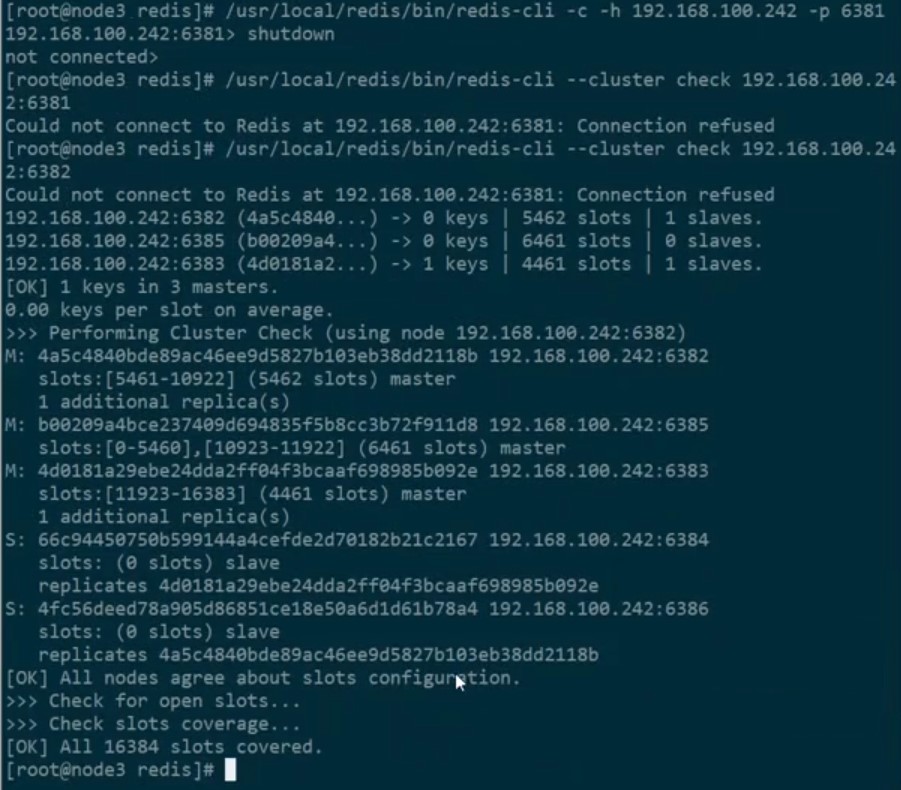 [root@node3 redis]# /usr/local/redis/bin/redis-cli -c -h 192.168.100.242 -p 6381
192.168.100.242:6381> shutdown
not connected>
[root@node3 redis]# /usr/local/redis/bin/redis-cli --cluster check 192.168.100.24
2:6381
Could not connect to Redis at 192.168.100.242:6381: Connection refused
[root@node3 redis]# /usr/local/redis/bin/redis-cli --cluster check 192.168.100.24
2:6382
Could not connect to Redis at 192.168.100.242:6381: Connection refused
192.168.100.242:6382 (4a5c4840...) -> 0 keys | 5462 slots | 1 slaves.
192.168.100.242:6385 (b00209a4...) -> 0 keys | 6461 slots | 0 slaves.
192.168.100.242:6383 (4d0181a2...) -> 1 keys | 4461 slots | 1 slaves.
[OK] 1 keys in 3 masters.
0.00 keys per slot on average.
>>> Performing Cluster Check (using node 192.168.100.242:6382)
M: 4a5c4840bde89ac46ee9d5827b103eb38dd2118b 192.168.100.242:6382
   slots:[5461-10922] (5462 slots) master
   1 additional replica(s)
M: b00209a4bce237409d694835f5b8cc3b72f911d8 192.168.100.242:6385
   slots:[0-5460],[10923-11922] (6461 slots) master
M: 4d0181a29ebe24dda2ff04f3bcaaf698985b092e 192.168.100.242:6383
   slots:[11923-16383] (4461 slots) master
   1 additional replica(s)
S: 66c94450750b599144a4cefde2d70182b21c2167 192.168.100.242:6384
   slots: (0 slots) slave
   replicates 4d0181a29ebe24dda2ff04f3bcaaf698985b092e
S: 4fc56deed78a905d86851ce18e50a6d1d61b78a4 192.168.100.242:6386
   slots: (0 slots) slave
   replicates 4a5c4840bde89ac46ee9d5827b103eb38dd2118b
[OK] All nodes agree about slots configuration.
>>> Check for open slots...
>>> Check slots coverage...
[OK] All 16384 slots covered.
[root@node3 redis]#